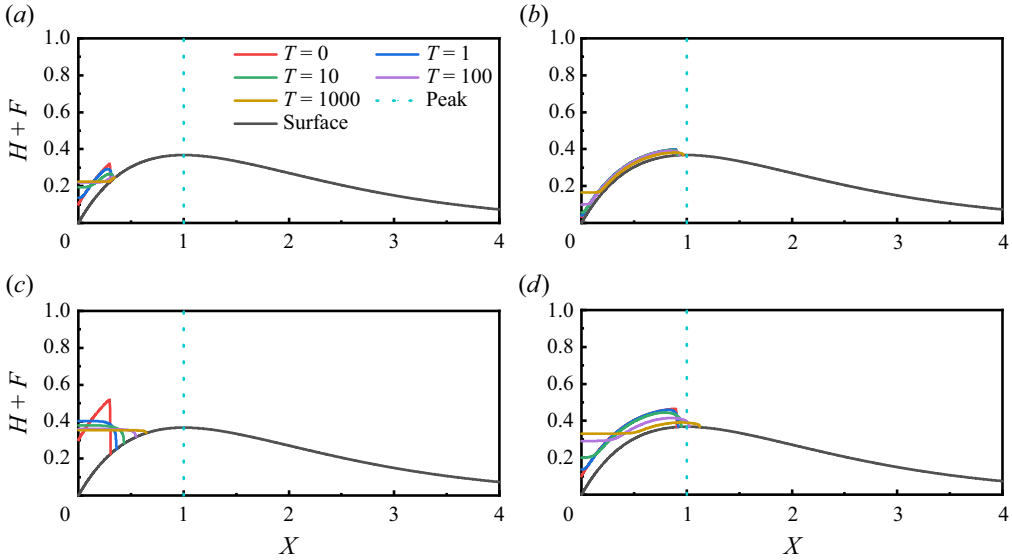 (a)
1.0
T = 0
T = 1
0.8
T = 10
T = 100
H + F
0.6
T = 1000
Peak
Surface
0.4
0.2
0
1
2
3
4
(b)
1.0
0.8
H + F
0.6
0.4
0.2
0
1
2
3
4
(c)
1.0
0.8
H + F
0.6
0.4
0.2
0
1
2
3
4
X
(d)
1.0
0.8
H + F
0.6
0.4
0.2
0
1
2
3
4
X